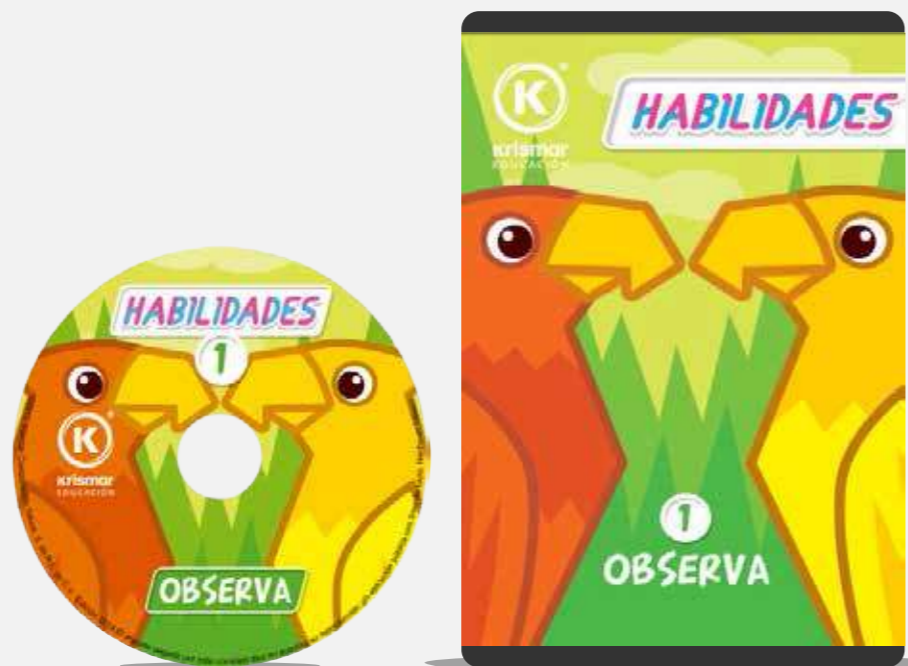 HABILIDADES
1
K
Krismar
EDUCACIÓN
OBSERVA
K
Krismar
EDUCACIÓN
HABILIDADES
1
OBSERVA